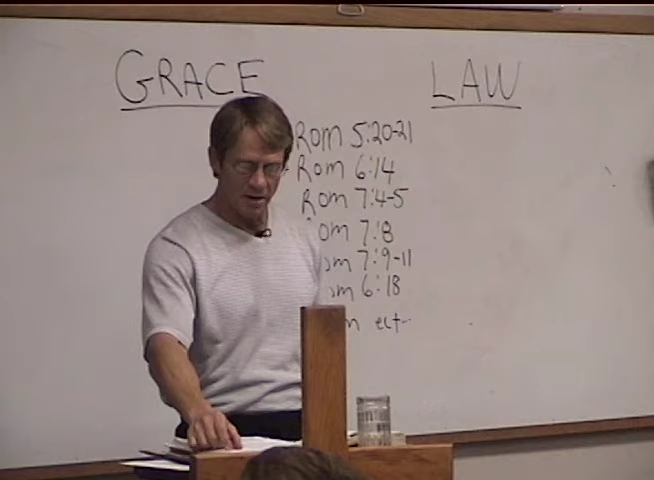 GRACE LAW
Rom 5:20-21
Rom 6:14
Rom 7:4-5
om 7:8
om 7:9-11
om 6:18
m ect--